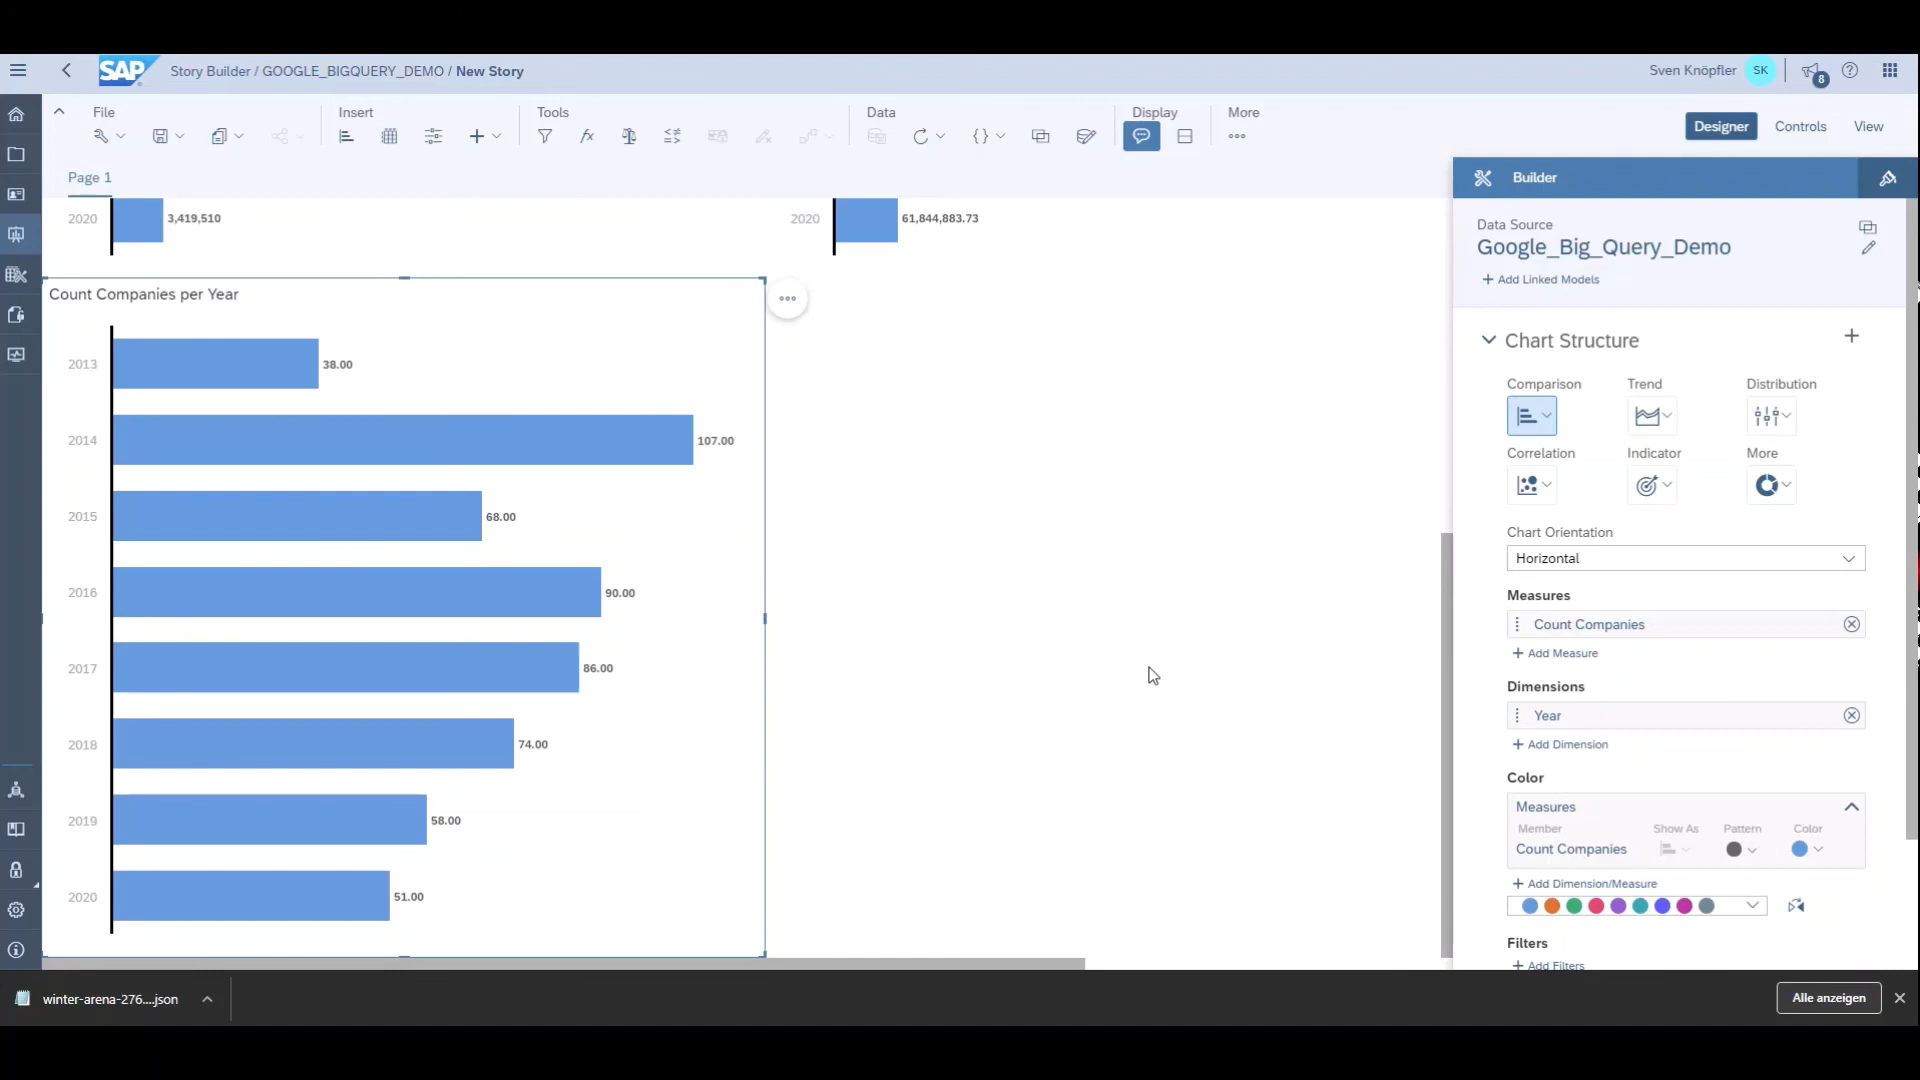 SAP
Story Builder / GOOGLE_BIGQUERY_DEMO / New Story
Sven Knöpfler
SK
8
File
Insert
Tools
Data
Display
More
Designer
Controls
View
Page 1
2020
3,419,510
2020
61,844,883.73
Count Companies per Year
2013
38.00
2014
107.00
2015
68.00
2016
90.00
2017
86.00
2018
74.00
2019
58.00
2020
51.00
Builder
Data Source
Google_Big_Query_Demo
+ Add Linked Models
Chart Structure
Comparison
Trend
Distribution
Correlation
Indicator
More
Chart Orientation
Horizontal
Measures
Count Companies
+ Add Measure
Dimensions
Year
+ Add Dimension
Color
Measures
Member Show As Pattern Color
Count Companies
+ Add Dimension/Measure
Filters
+ Add Filters
winter-arena-276....json
Alle anzeigen